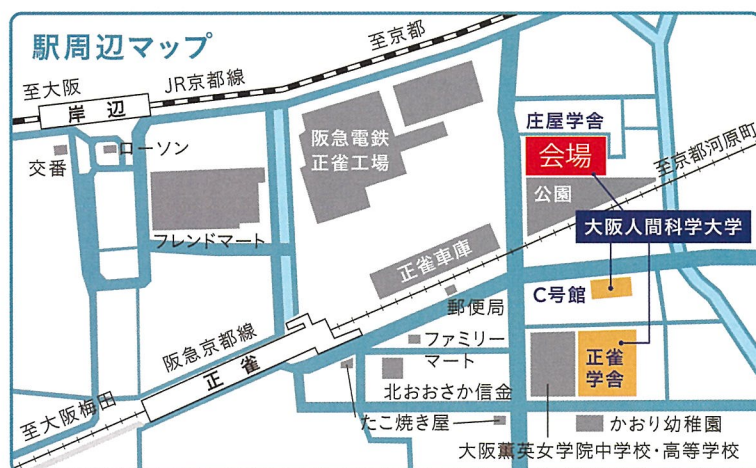 駅周辺マップ
至京都
至大阪
JR京都線
岸辺
交番
ローソン
阪急電鉄
正雀工場
庄屋学舎
会場
至京都河原町
公園
大阪人間科学大学
フレンドマート
正雀車庫
C号館
郵便局
阪急京都線
正雀
ファミリー
マート
正雀
学舎
北おおさか信金
至大阪梅田
たこ焼き屋
かおり幼稚園
大阪薫英女学院中学校・高等学校